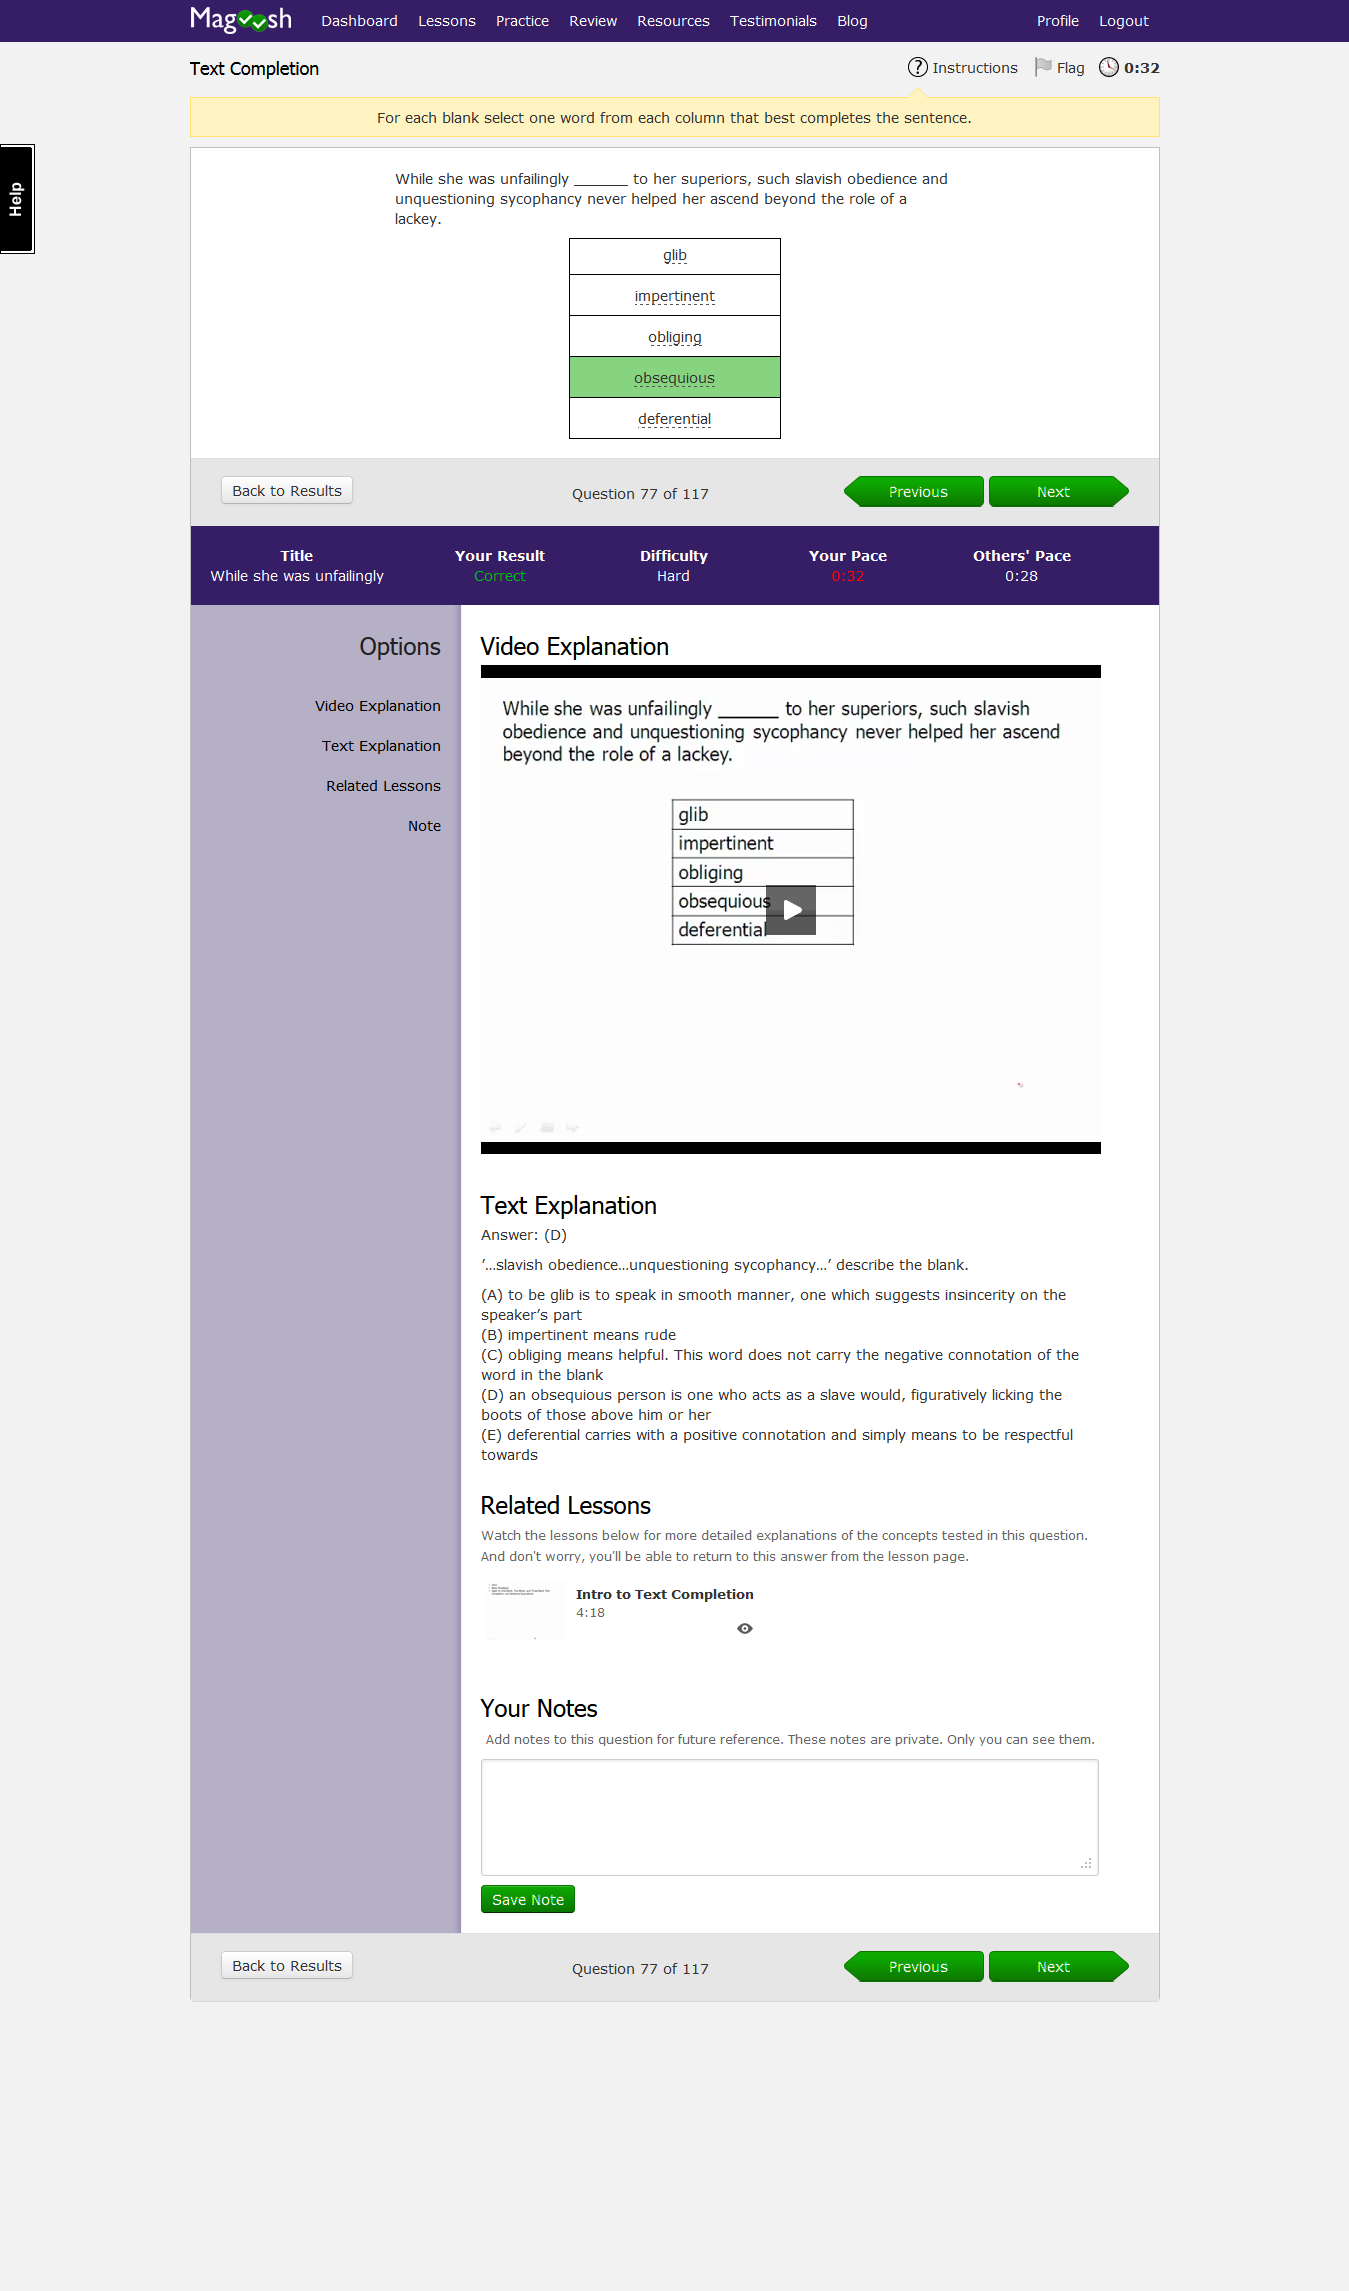 Magoosh Dashboard Lessons Practice Review Resources Testimonials Blog Profile Logout
Text Completion
Instructions Flag 0:32
For each blank select one word from each column that best completes the sentence.
Help
While she was unfailingly ______ to her superiors, such slavish obedience and
unquestioning sycophancy never helped her ascend beyond the role of a
lackey.
glib
impertinent
obliging
obsequious
deferential
Back to Results Question 77 of 117 Previous Next
Title Your Result Difficulty Your Pace Others' Pace
While she was unfailingly Correct Hard 0:32 0:28
Options
Video Explanation
Text Explanation
Related Lessons
Note
Video Explanation
While she was unfailingly ______ to her superiors, such slavish
obedience and unquestioning sycophancy never helped her ascend
beyond the role of a lackey.
glib
impertinent
obliging
obsequious
deferential
Text Explanation
Answer: (D)
’…slavish obedience…unquestioning sycophancy…’ describe the blank.
(A) to be glib is to speak in smooth manner, one which suggests insincerity on the
speaker’s part
(B) impertinent means rude
(C) obliging means helpful. This word does not carry the negative connotation of the
word in the blank
(D) an obsequious person is one who acts as a slave would, figuratively licking the
boots of those above him or her
(E) deferential carries with a positive connotation and simply means to be respectful
towards
Related Lessons
Watch the lessons below for more detailed explanations of the concepts tested in this question.
And don't worry, you'll be able to return to this answer from the lesson page.
Intro to Text Completion
4:18
Your Notes
Add notes to this question for future reference. These notes are private. Only you can see them.
Save Note
Back to Results Question 77 of 117 Previous Next